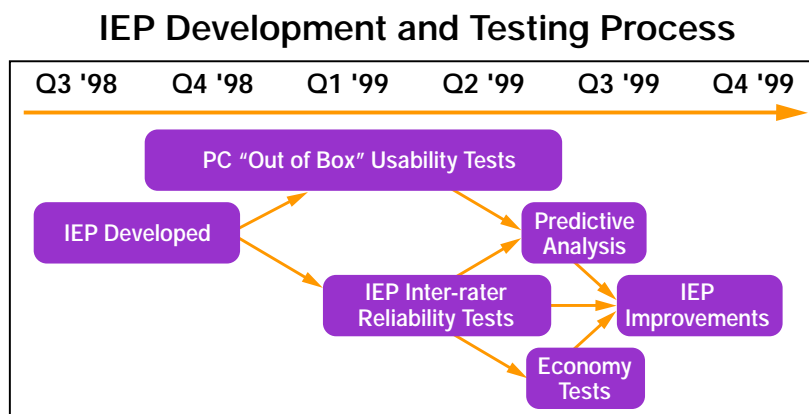 IEP Development and Testing Process
Q3 '98 Q4 '98 Q1 '99 Q2 '99 Q3 '99 Q4 '99
PC “Out of Box” Usability Tests
IEP Developed
Predictive
Analysis
IEP Inter-rater
Reliability Tests
IEP
Improvements
Economy
Tests